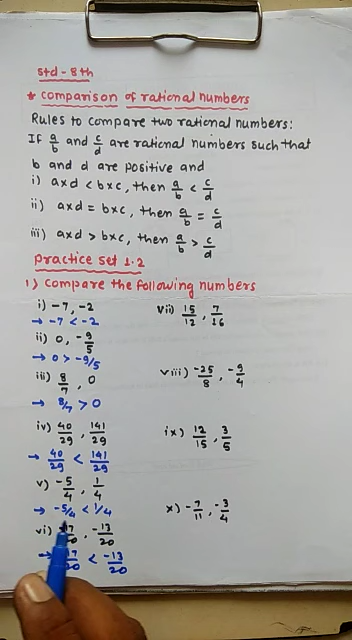 Std - 8th
* Comparison of rational numbers
Rules to compare two rational numbers:
If a/b and c/d are rational numbers such that
b and d are positive and
i) a×d < b×c, then a/b < c/d
ii) a×d = b×c, then a/b = c/d
iii) a×d > b×c, then a/b > c/d
Practice set 1.2
1) Compare the following numbers
i) -7, -2
→ -7 < -2
ii) 0, -9/5
→ 0 > -9/5
iii) 8/7, 0
→ 8/7 > 0
iv) 40/29, 141/29
→ 40/29 < 141/29
v) -5/4, 1/4
→ -5/4 < 1/4
vi) , -13/20
→ < -13/20
vii) 15/12, 7/16
viii) -25/8, -9/4
ix) 12/15, 3/5
x) -7/11, -3/4